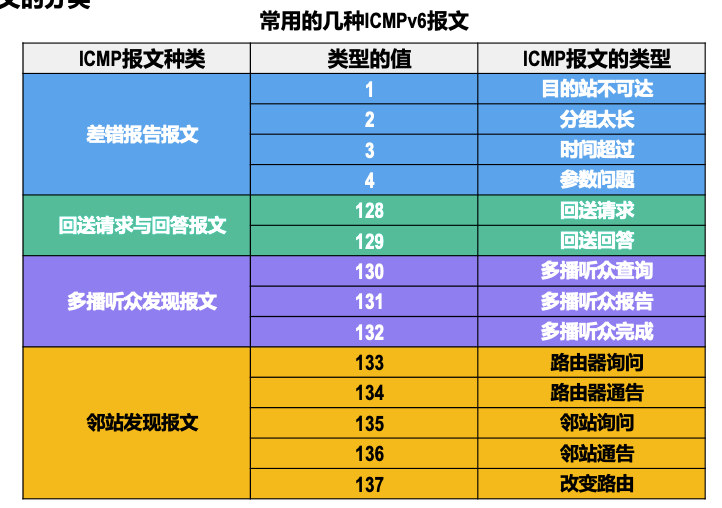 文的分类
常用的几种ICMPv6报文
ICMP报文种类 类型的值 ICMP报文的类型
差错报告报文
1 目的站不可达
2 分组太长
3 时间超过
4 参数问题
回送请求与回答报文
128 回送请求
129 回送回答
多播听众发现报文
130 多播听众查询
131 多播听众报告
132 多播听众完成
邻站发现报文
133 路由器询问
134 路由器通告
135 邻站询问
136 邻站通告
137 改变路由